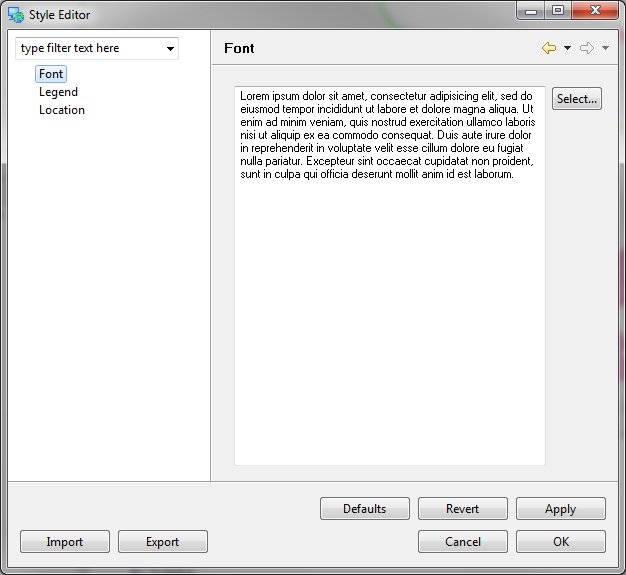 Style Editor
type filter text here
Font
Legend
Location
Font
Lorem ipsum dolor sit amet, consectetur adipisicing elit, sed do
eiusmod tempor incididunt ut labore et dolore magna aliqua. Ut
enim ad minim veniam, quis nostrud exercitation ullamco laboris
nisi ut aliquip ex ea commodo consequat. Duis aute irure dolor
in reprehenderit in voluptate velit esse cillum dolore eu fugiat
nulla pariatur. Excepteur sint occaecat cupidatat non proident,
sunt in culpa qui officia deserunt mollit anim id est laborum.
Select...
Defaults
Revert
Apply
Import
Export
Cancel
OK